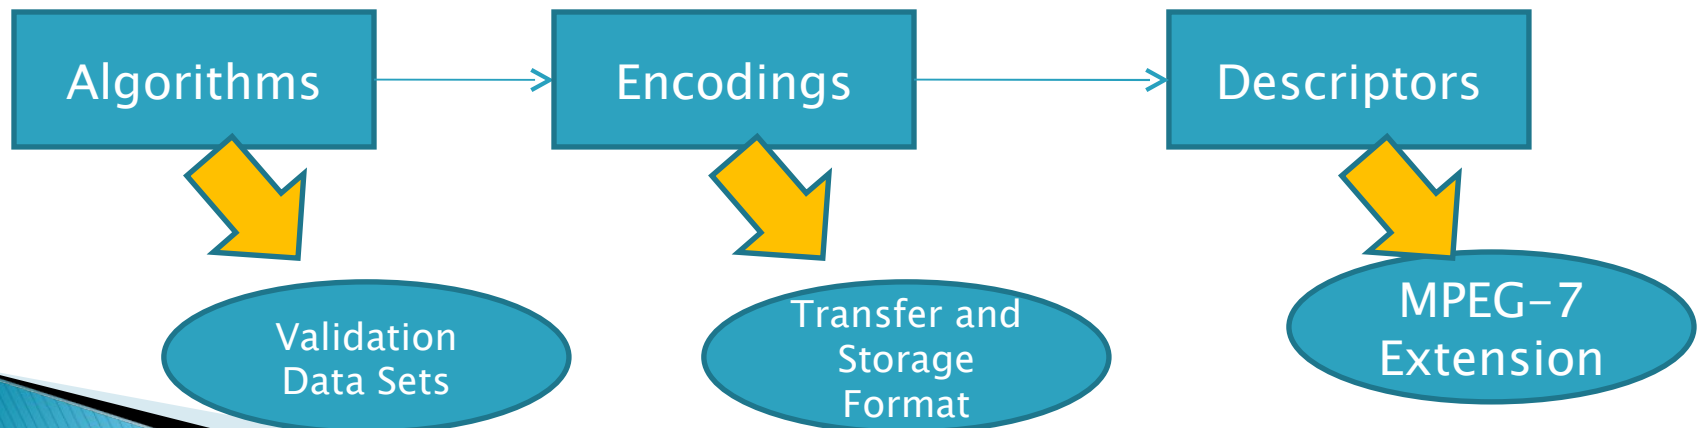 Algorithms
Encodings
Descriptors
Validation
Data Sets
Transfer and
Storage
Format
MPEG-7
Extension